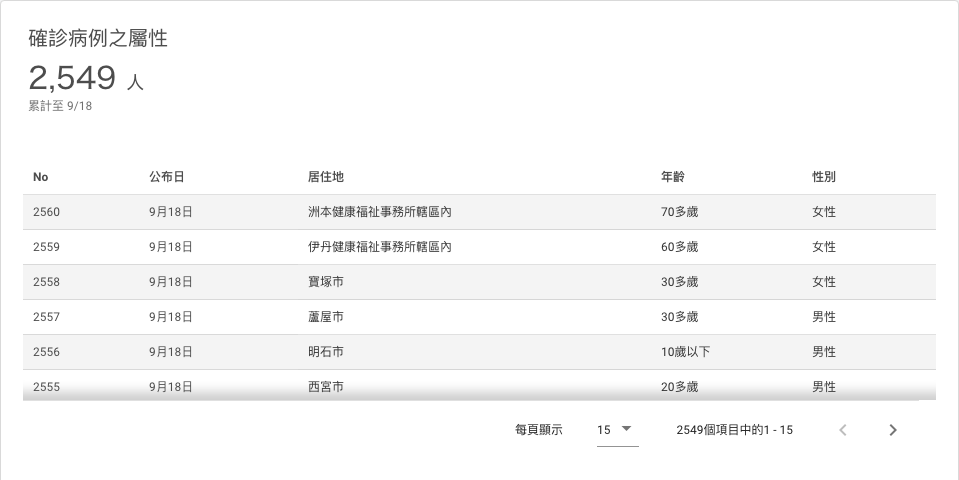 確診病例之屬性
2,549 人
累計至 9/18
No 公布日 居住地 年齡 性別
2560 9月18日 洲本健康福祉事務所轄區內 70多歲 女性
2559 9月18日 伊丹健康福祉事務所轄區內 60多歲 女性
2558 9月18日 寶塚市 30多歲 女性
2557 9月18日 蘆屋市 30多歲 男性
2556 9月18日 明石市 10歲以下 男性
2555 9月18日 西宮市 20多歲 男性
每頁顯示 15 2549個項目中的1 - 15